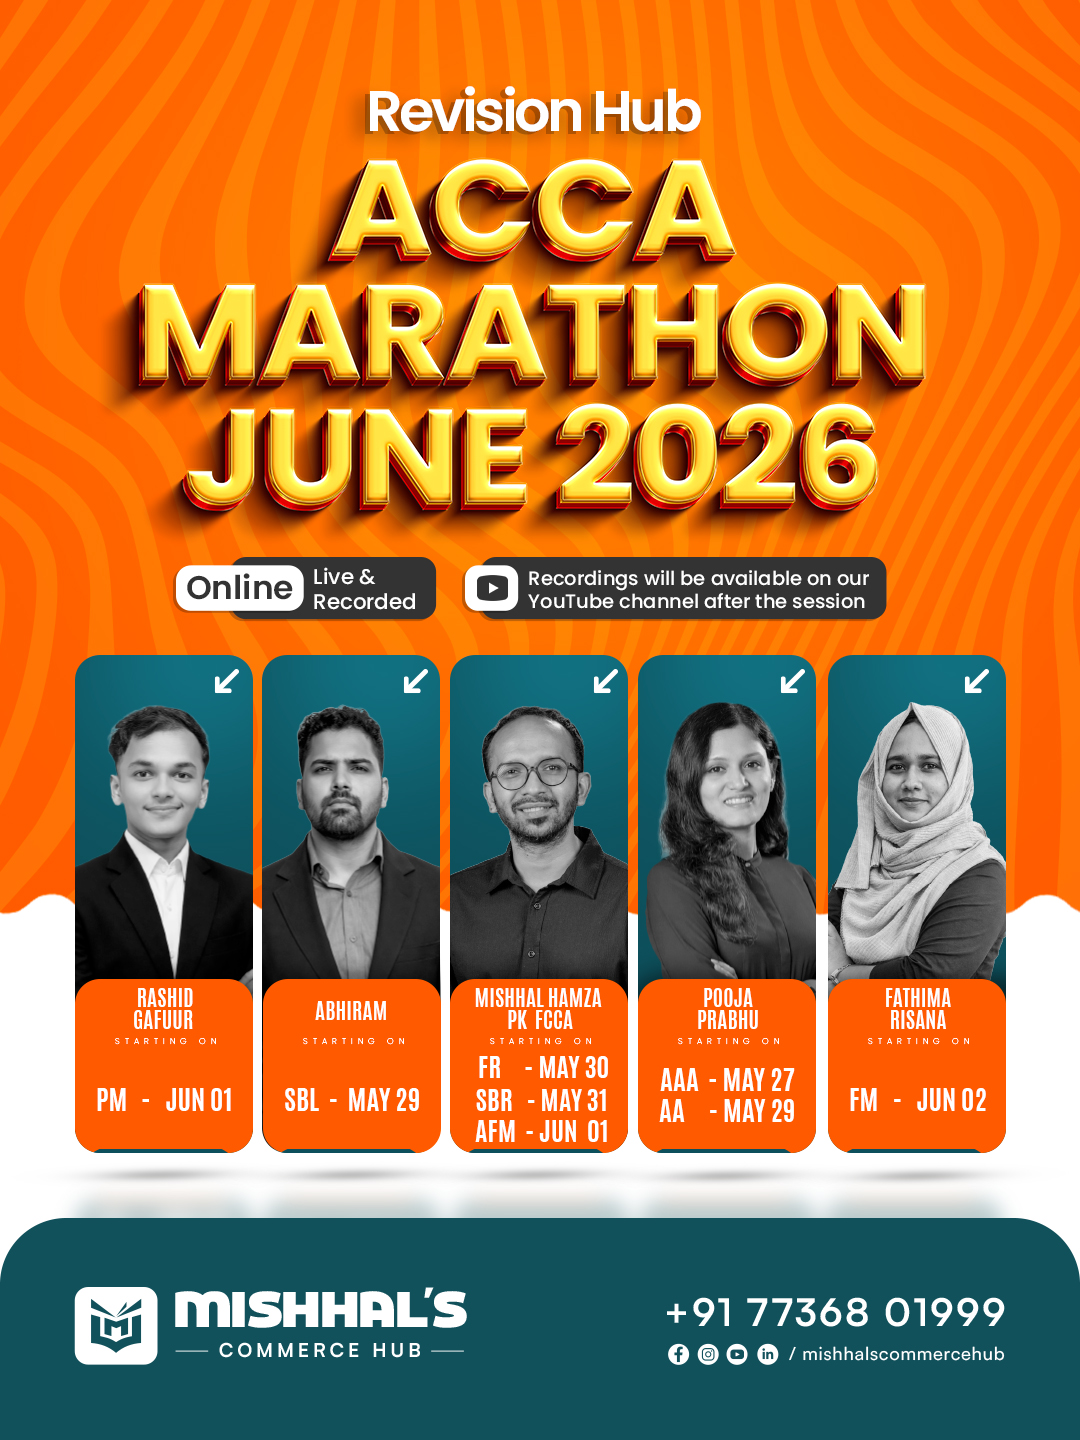 Revision Hub
ACCA
MARATHON
JUNE 2026
Online
Live &
Recorded
Recordings will be available on our
YouTube channel after the session
RASHID
GAFUUR
STARTING ON
PM - JUN 01
ABHIRAM
STARTING ON
SBL - MAY 29
MISHHAL HAMZA
PK FCCA
STARTING ON
FR - MAY 30
SBR - MAY 31
AFM - JUN 01
POOJA
PRABHU
STARTING ON
AAA - MAY 27
AA - MAY 29
FATHIMA
RISANA
STARTING ON
FM - JUN 02
MISHHAL'S
COMMERCE HUB
+91 77368 01999
/ mishhalscommercehub